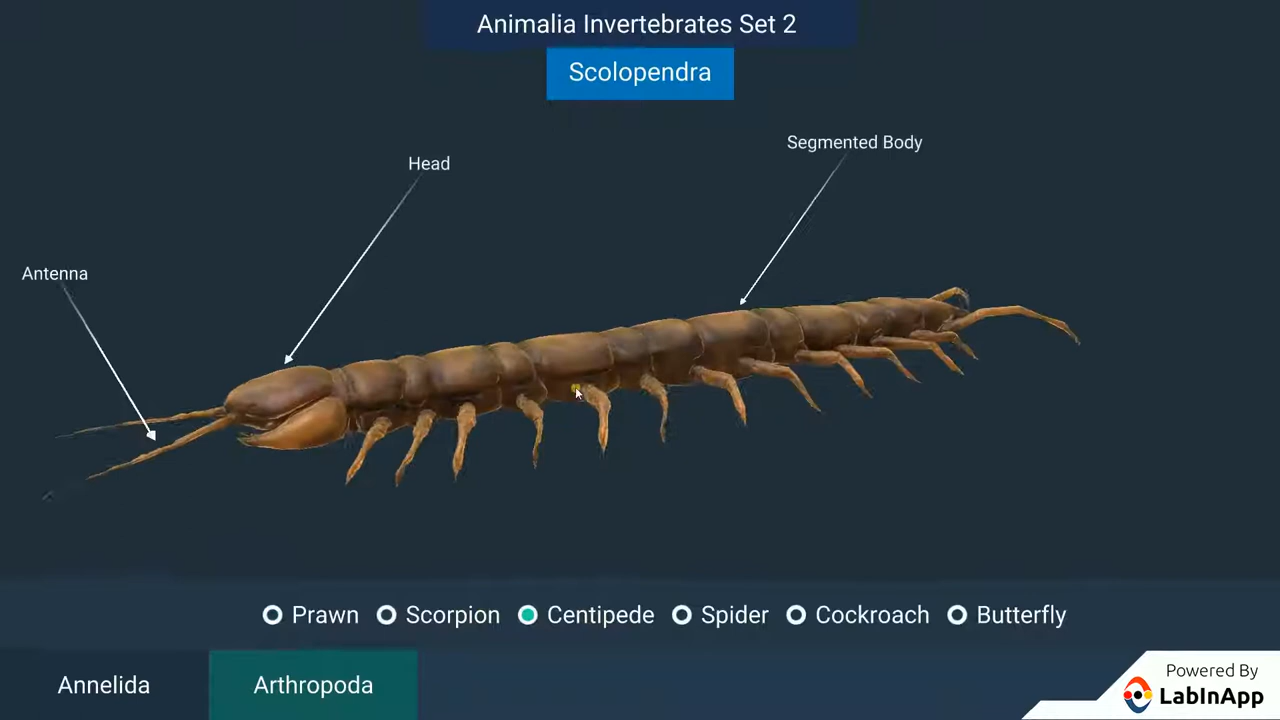 Animalia Invertebrates Set 2
Scolopendra
Segmented Body
Head
Antenna
Prawn Scorpion Centipede Spider Cockroach Butterfly
Annelida Arthropoda
Powered By
LabInApp